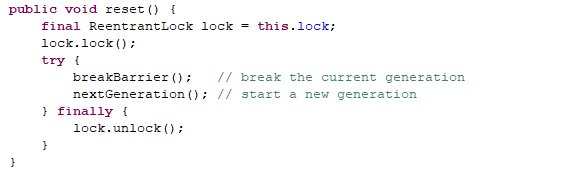 public void reset() {
    final ReentrantLock lock = this.lock;
    lock.lock();
    try {
        breakBarrier();   // break the current generation
        nextGeneration(); // start a new generation
    } finally {
        lock.unlock();
    }
}